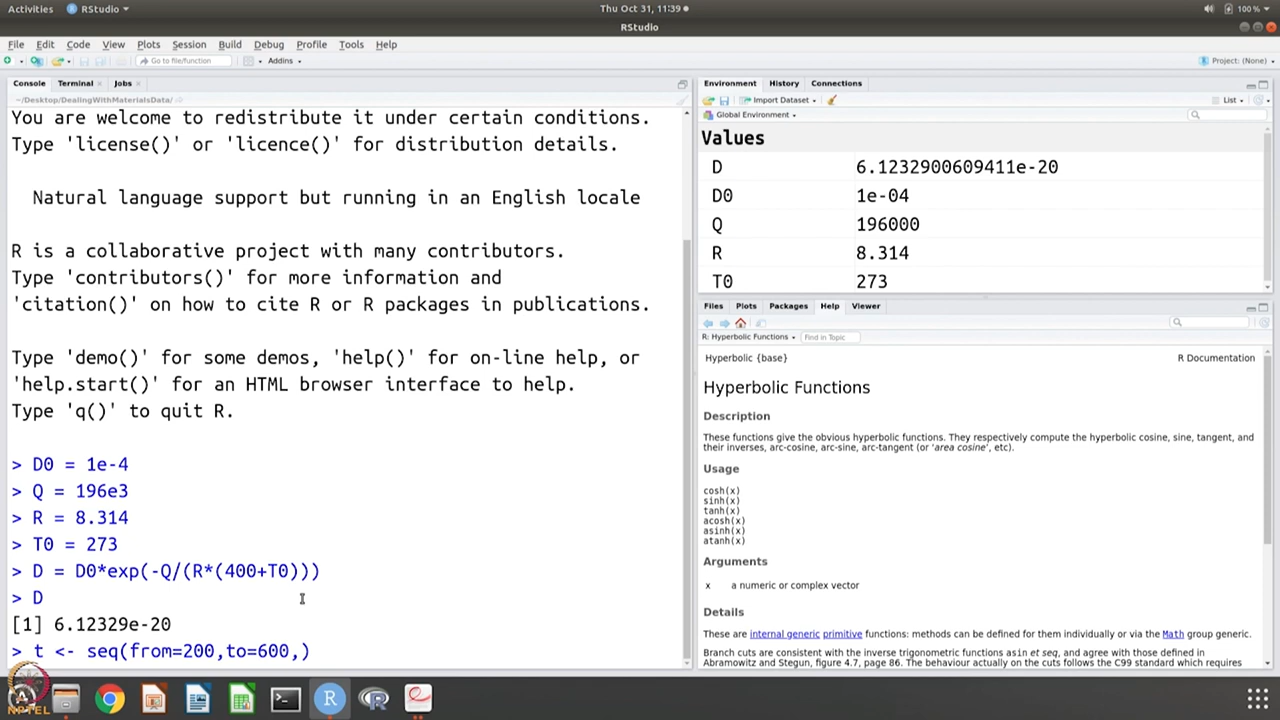 Activities RStudio Thu Oct 31, 11:39 100 %
RStudio
File Edit Code View Plots Session Build Debug Profile Tools Help
Go to file/function Addins Project: (None)
Console Terminal Jobs
~/Desktop/DealingWithMaterialsData/
You are welcome to redistribute it under certain conditions.
Type 'license()' or 'licence()' for distribution details.
Natural language support but running in an English locale
R is a collaborative project with many contributors.
Type 'contributors()' for more information and
'citation()' on how to cite R or R packages in publications.
Type 'demo()' for some demos, 'help()' for on-line help, or
'help.start()' for an HTML browser interface to help.
Type 'q()' to quit R.
> D0 = 1e-4
> Q = 196e3
> R = 8.314
> T0 = 273
> D = D0*exp(-Q/(R*(400+T0)))
> D
[1] 6.12329e-20
> t <- seq(from=200,to=600,)
Environment History Connections
Import Dataset List
Global Environment
Values
D 6.1232900609411e-20
D0 1e-04
Q 196000
R 8.314
T0 273
Files Plots Packages Help Viewer
R: Hyperbolic Functions Find in Topic
Hyperbolic {base} R Documentation
Hyperbolic Functions
Description
These functions give the obvious hyperbolic functions. They respectively compute the hyperbolic cosine, sine, tangent, and
their inverses, arc-cosine, arc-sine, arc-tangent (or 'area cosine', etc).
Usage
cosh(x)
sinh(x)
tanh(x)
acosh(x)
asinh(x)
atanh(x)
Arguments
x a numeric or complex vector
Details
These are internal generic primitive functions: methods can be defined for them individually or via the Math group generic.
Branch cuts are consistent with the inverse trigonometric functions asin et seq, and agree with those defined in
Abramowitz and Stegun, figure 4.7, page 86. The behaviour actually on the cuts follows the C99 standard which requires
NPTEL